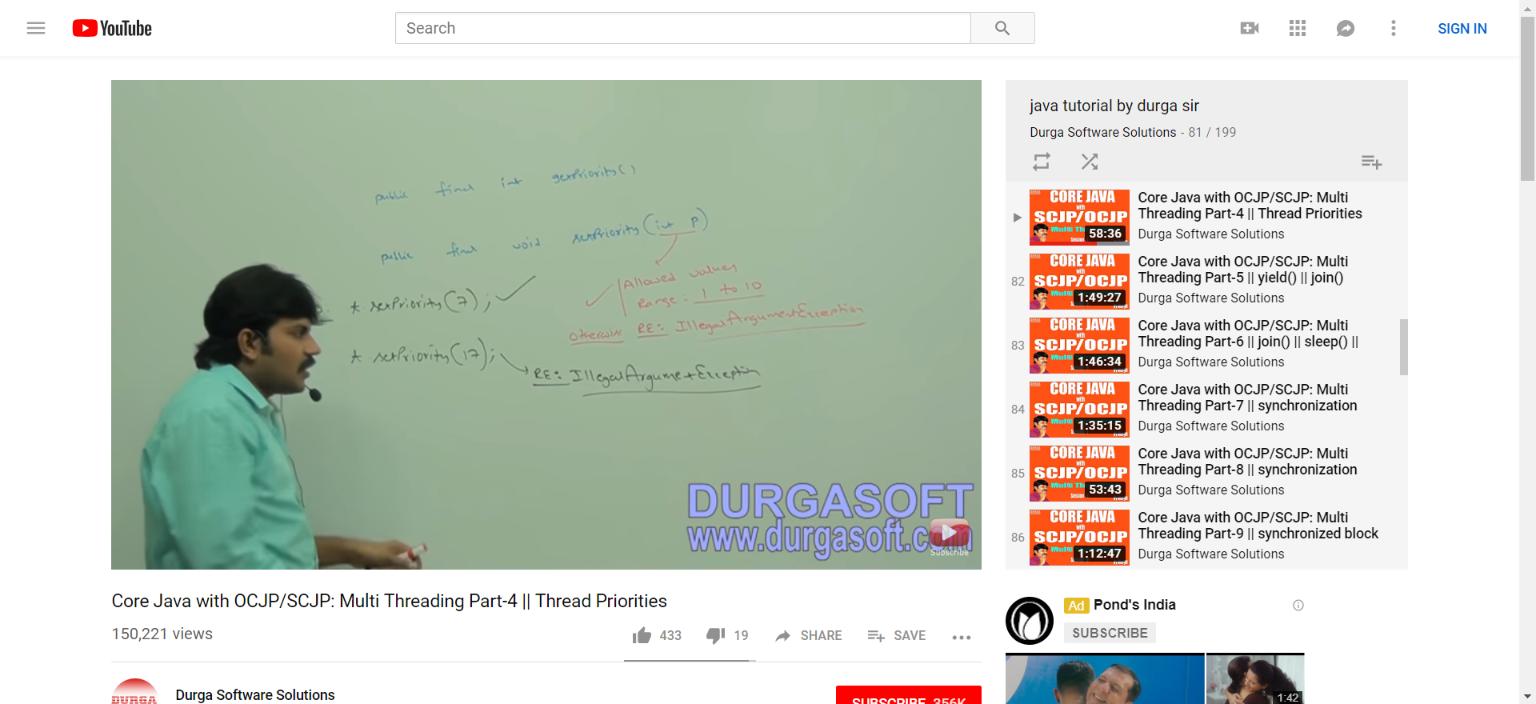 YouTube
Search
SIGN IN
public final int getPriority()
public final void setPriority(int p)
Allowed values
Range: 1 to 10
otherwise RE: IllegalArgumentException
* setPriority(7); ✓
* setPriority(17);
RE: IllegalArgumentException
DURGASOFT
www.durgasoft.com
Subscribe
Core Java with OCJP/SCJP: Multi Threading Part-4 || Thread Priorities
150,221 views
433
19
SHARE
SAVE
DURGA
Durga Software Solutions
SUBSCRIBE 356K
java tutorial by durga sir
Durga Software Solutions - 81 / 199
CORE JAVA
with
SCJP/OCJP
58:36
Core Java with OCJP/SCJP: Multi
Threading Part-4 || Thread Priorities
Durga Software Solutions
82
CORE JAVA
with
SCJP/OCJP
1:49:27
Core Java with OCJP/SCJP: Multi
Threading Part-5 || yield() || join()
Durga Software Solutions
83
CORE JAVA
with
SCJP/OCJP
1:46:34
Core Java with OCJP/SCJP: Multi
Threading Part-6 || join() || sleep() ||
Durga Software Solutions
84
CORE JAVA
with
SCJP/OCJP
1:35:15
Core Java with OCJP/SCJP: Multi
Threading Part-7 || synchronization
Durga Software Solutions
85
CORE JAVA
with
SCJP/OCJP
53:43
Core Java with OCJP/SCJP: Multi
Threading Part-8 || synchronization
Durga Software Solutions
86
CORE JAVA
with
SCJP/OCJP
1:12:47
Core Java with OCJP/SCJP: Multi
Threading Part-9 || synchronized block
Durga Software Solutions
Ad Pond's India
SUBSCRIBE
1:42